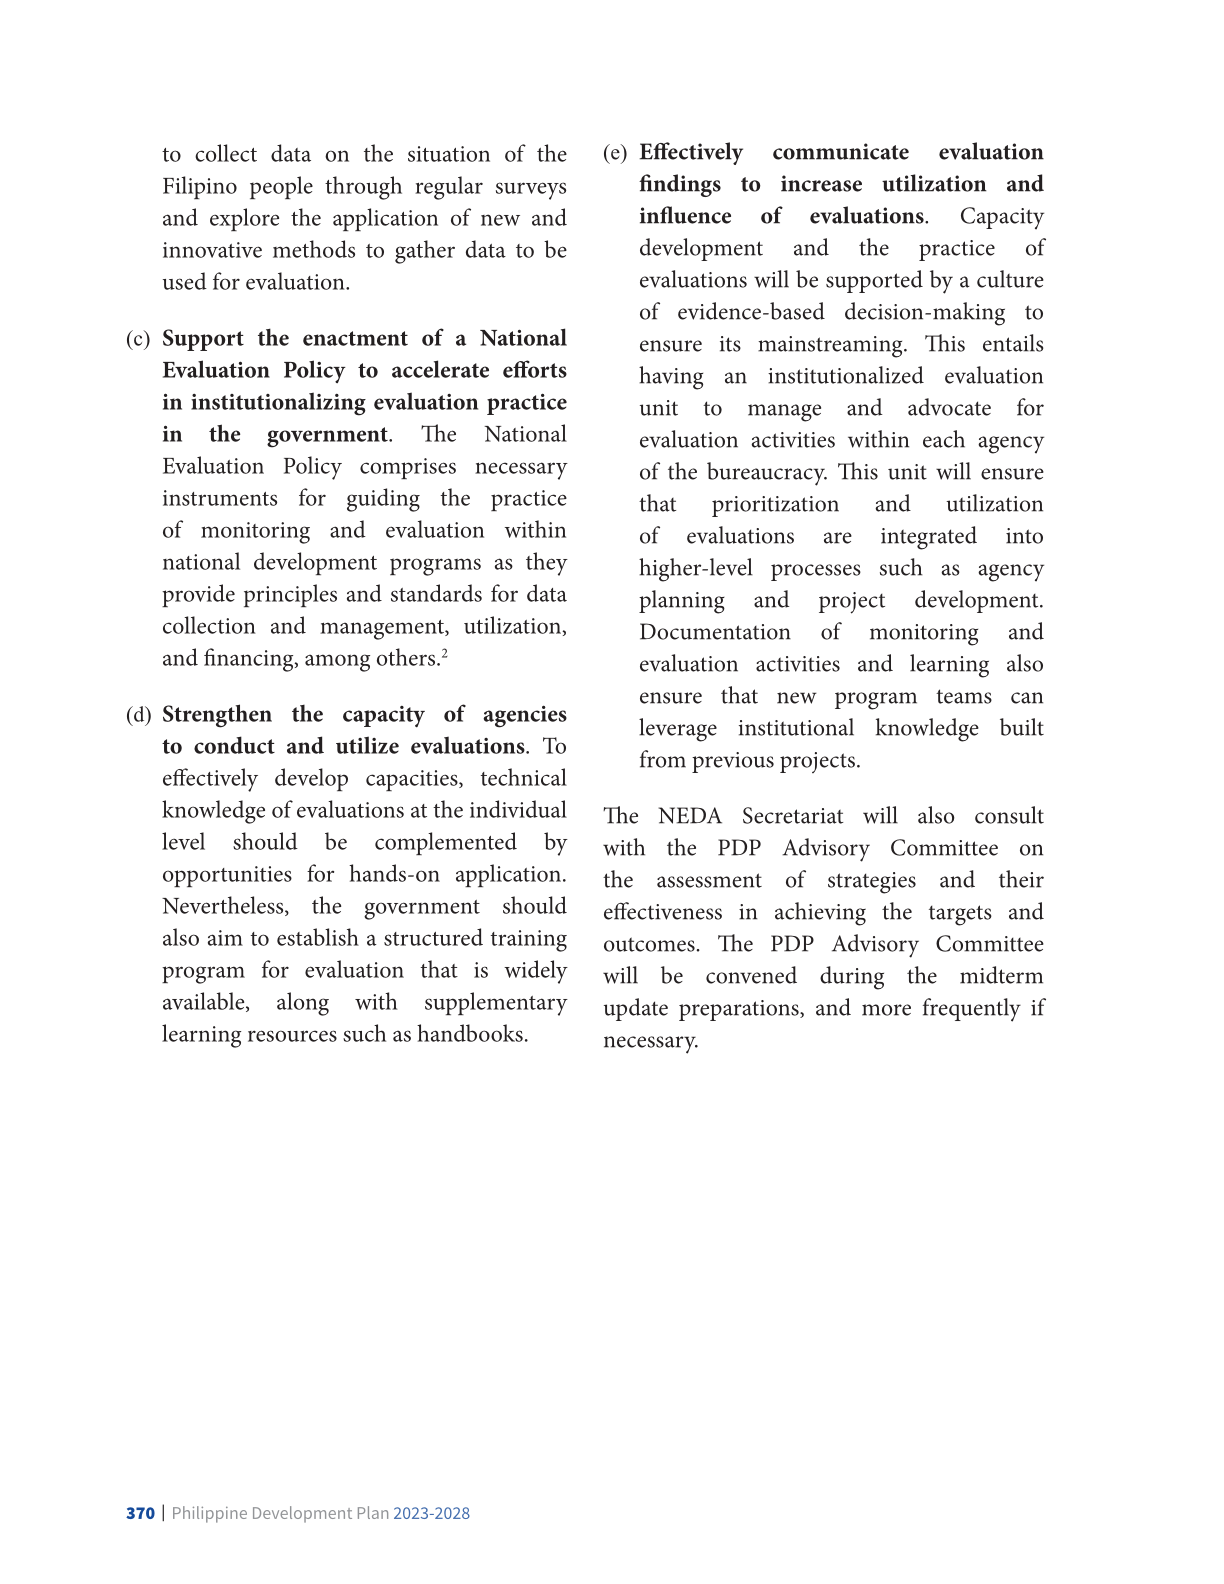 to collect data on the situation of the
Filipino people through regular surveys
and explore the application of new and
innovative methods to gather data to be
used for evaluation.
(c) Support the enactment of a National
Evaluation Policy to accelerate efforts
in institutionalizing evaluation practice
in the government. The National
Evaluation Policy comprises necessary
instruments for guiding the practice
of monitoring and evaluation within
national development programs as they
provide principles and standards for data
collection and management, utilization,
and financing, among others.2
(d) Strengthen the capacity of agencies
to conduct and utilize evaluations. To
effectively develop capacities, technical
knowledge of evaluations at the individual
level should be complemented by
opportunities for hands-on application.
Nevertheless, the government should
also aim to establish a structured training
program for evaluation that is widely
available, along with supplementary
learning resources such as handbooks.
(e) Effectively communicate evaluation
findings to increase utilization and
influence of evaluations. Capacity
development and the practice of
evaluations will be supported by a culture
of evidence-based decision-making to
ensure its mainstreaming. This entails
having an institutionalized evaluation
unit to manage and advocate for
evaluation activities within each agency
of the bureaucracy. This unit will ensure
that prioritization and utilization
of evaluations are integrated into
higher-level processes such as agency
planning and project development.
Documentation of monitoring and
evaluation activities and learning also
ensure that new program teams can
leverage institutional knowledge built
from previous projects.
The NEDA Secretariat will also consult
with the PDP Advisory Committee on
the assessment of strategies and their
effectiveness in achieving the targets and
outcomes. The PDP Advisory Committee
will be convened during the midterm
update preparations, and more frequently if
necessary.
370 | Philippine Development Plan 2023-2028